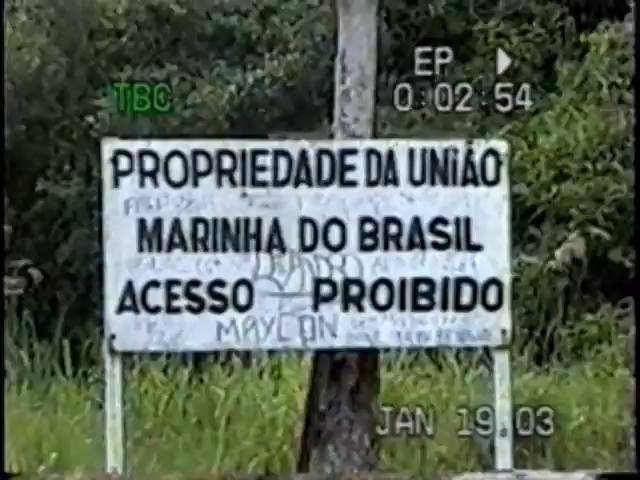 EP
TBC
0:02:54
PROPRIEDADE DA UNIÃO
MARINHA DO BRASIL
ACESSO PROIBIDO
MAYCON
JAN 19 03